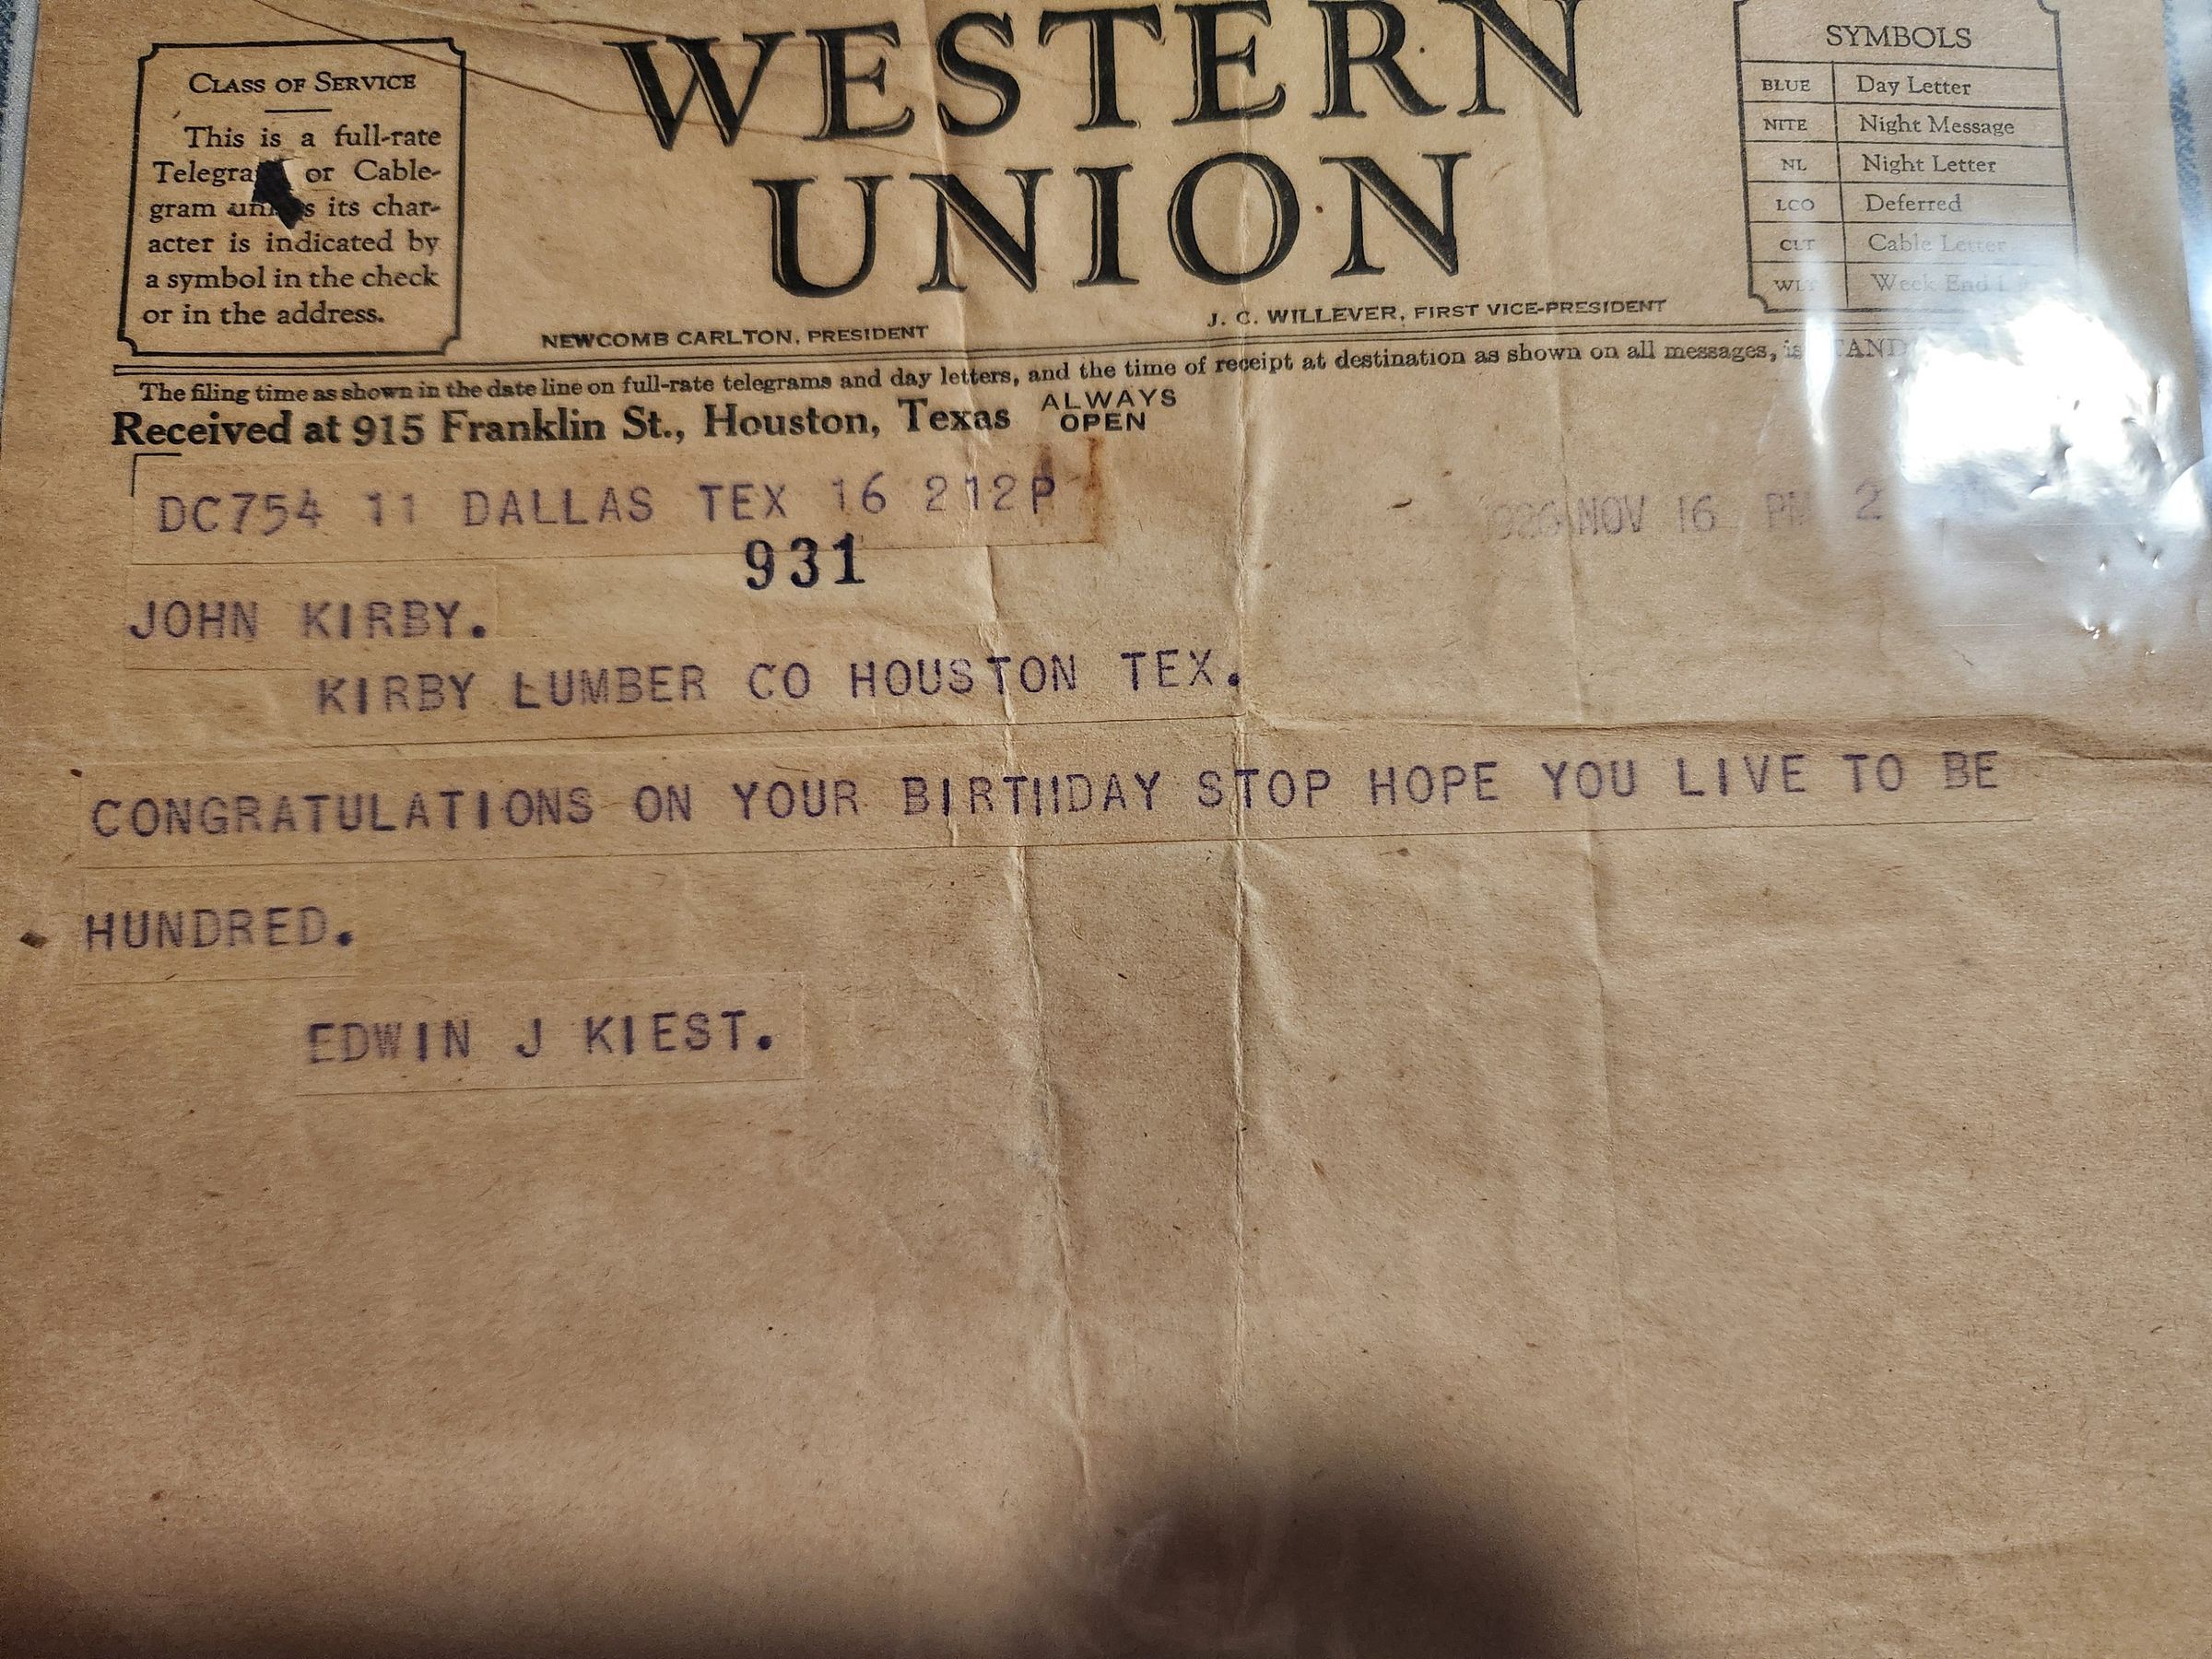 CLASS OF SERVICE
This is a full-rate
or Cable-
gram its char-
acter is indicated by
a symbol in the check
or in the address.
WESTERN
UNION
NEWCOMB CARLTON, PRESIDENT
J. C. WILLEVER, FIRST VICE-PRESIDENT
SYMBOLS
BLUE Day Letter
NITE Night Message
NL Night Letter
LCO Deferred
CLT Cable Letter
Week End
The filing time as shown in the date line on full-rate telegrams and day letters, and the time of receipt at destination as shown on all messages, is
Received at 915 Franklin St., Houston, Texas ALWAYS OPEN
DC754 11 DALLAS TEX 16 212P
NOV 16 PM 2
931
JOHN KIRBY.
KIRBY LUMBER CO HOUSTON TEX.
CONGRATULATIONS ON YOUR BIRTHDAY STOP HOPE YOU LIVE TO BE
HUNDRED.
EDWIN J KIEST.